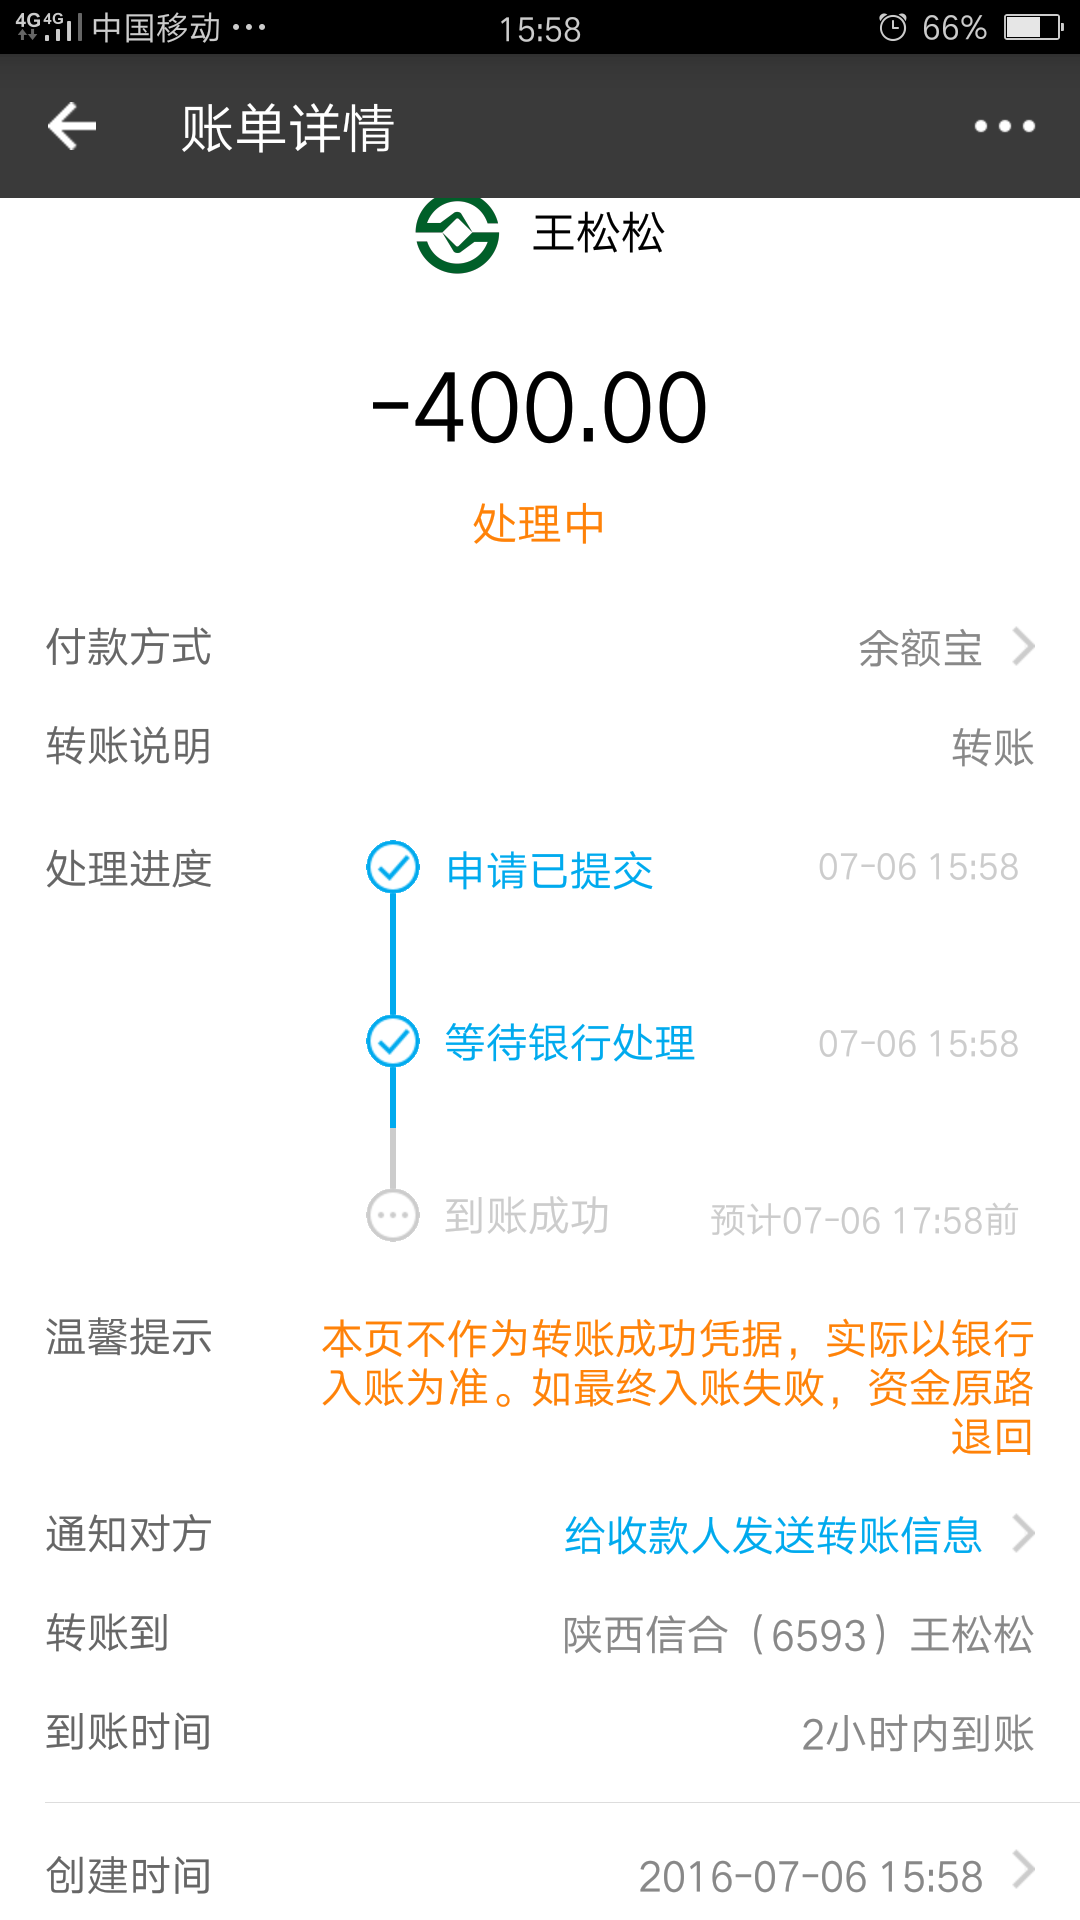 4G 4G 中国移动 ··· 15:58 66%
账单详情
王松松
-400.00
处理中
付款方式 余额宝
转账说明 转账
处理进度 申请已提交 07-06 15:58
等待银行处理 07-06 15:58
到账成功 预计07-06 17:58前
温馨提示 本页不作为转账成功凭据，实际以银行
入账为准。如最终入账失败，资金原路
退回
通知对方 给收款人发送转账信息
转账到 陕西信合（6593）王松松
到账时间 2小时内到账
创建时间 2016-07-06 15:58